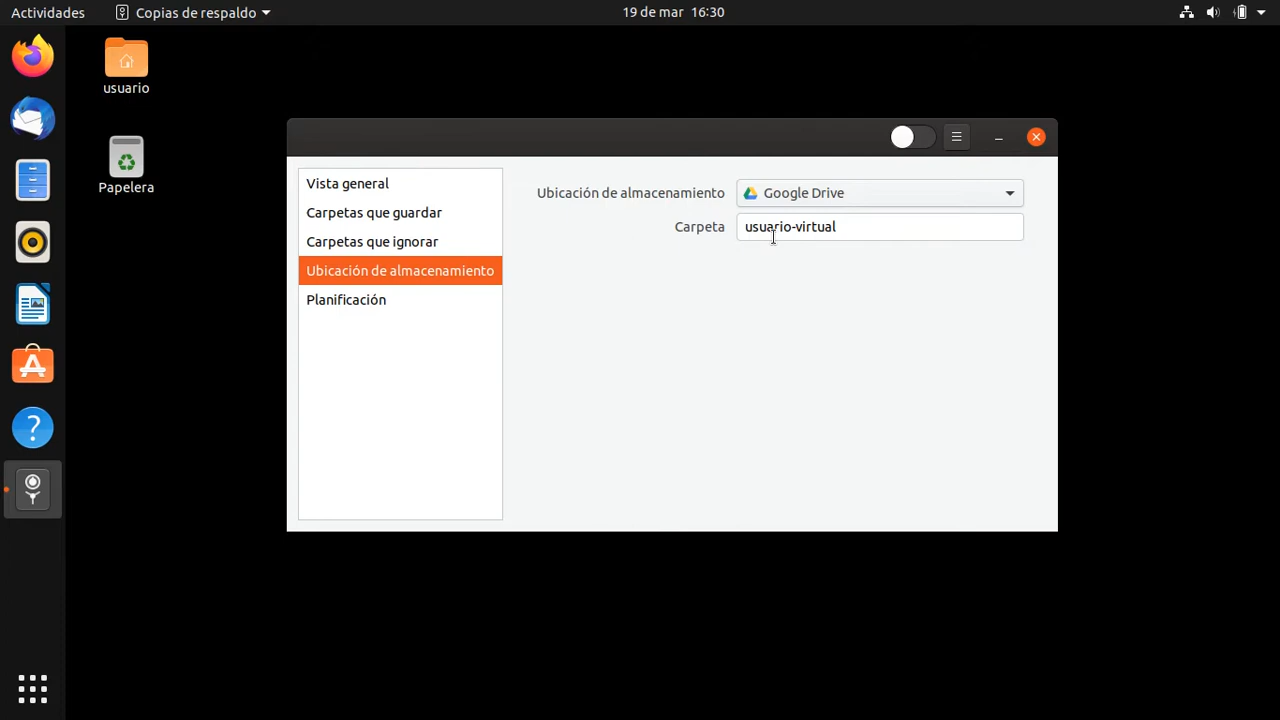 Actividades
Copias de respaldo
19 de mar 16:30
usuario
Papelera
Vista general
Carpetas que guardar
Carpetas que ignorar
Ubicación de almacenamiento
Planificación
Ubicación de almacenamiento
Google Drive
Carpeta
usuario-virtual